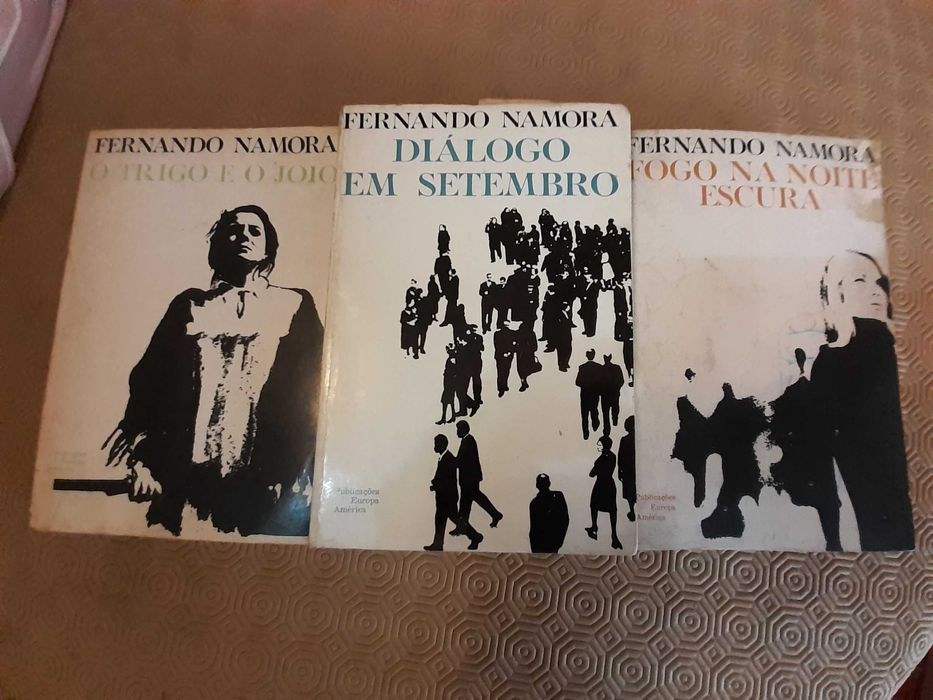 FERNANDO NAMORA
O TRIGO E O JOIO
FERNANDO NAMORA
DIÁLOGO
EM SETEMBRO
Publicações
Europa
América
FERNANDO NAMORA
FOGO NA NOITE
ESCURA
Publicações
Europa
América